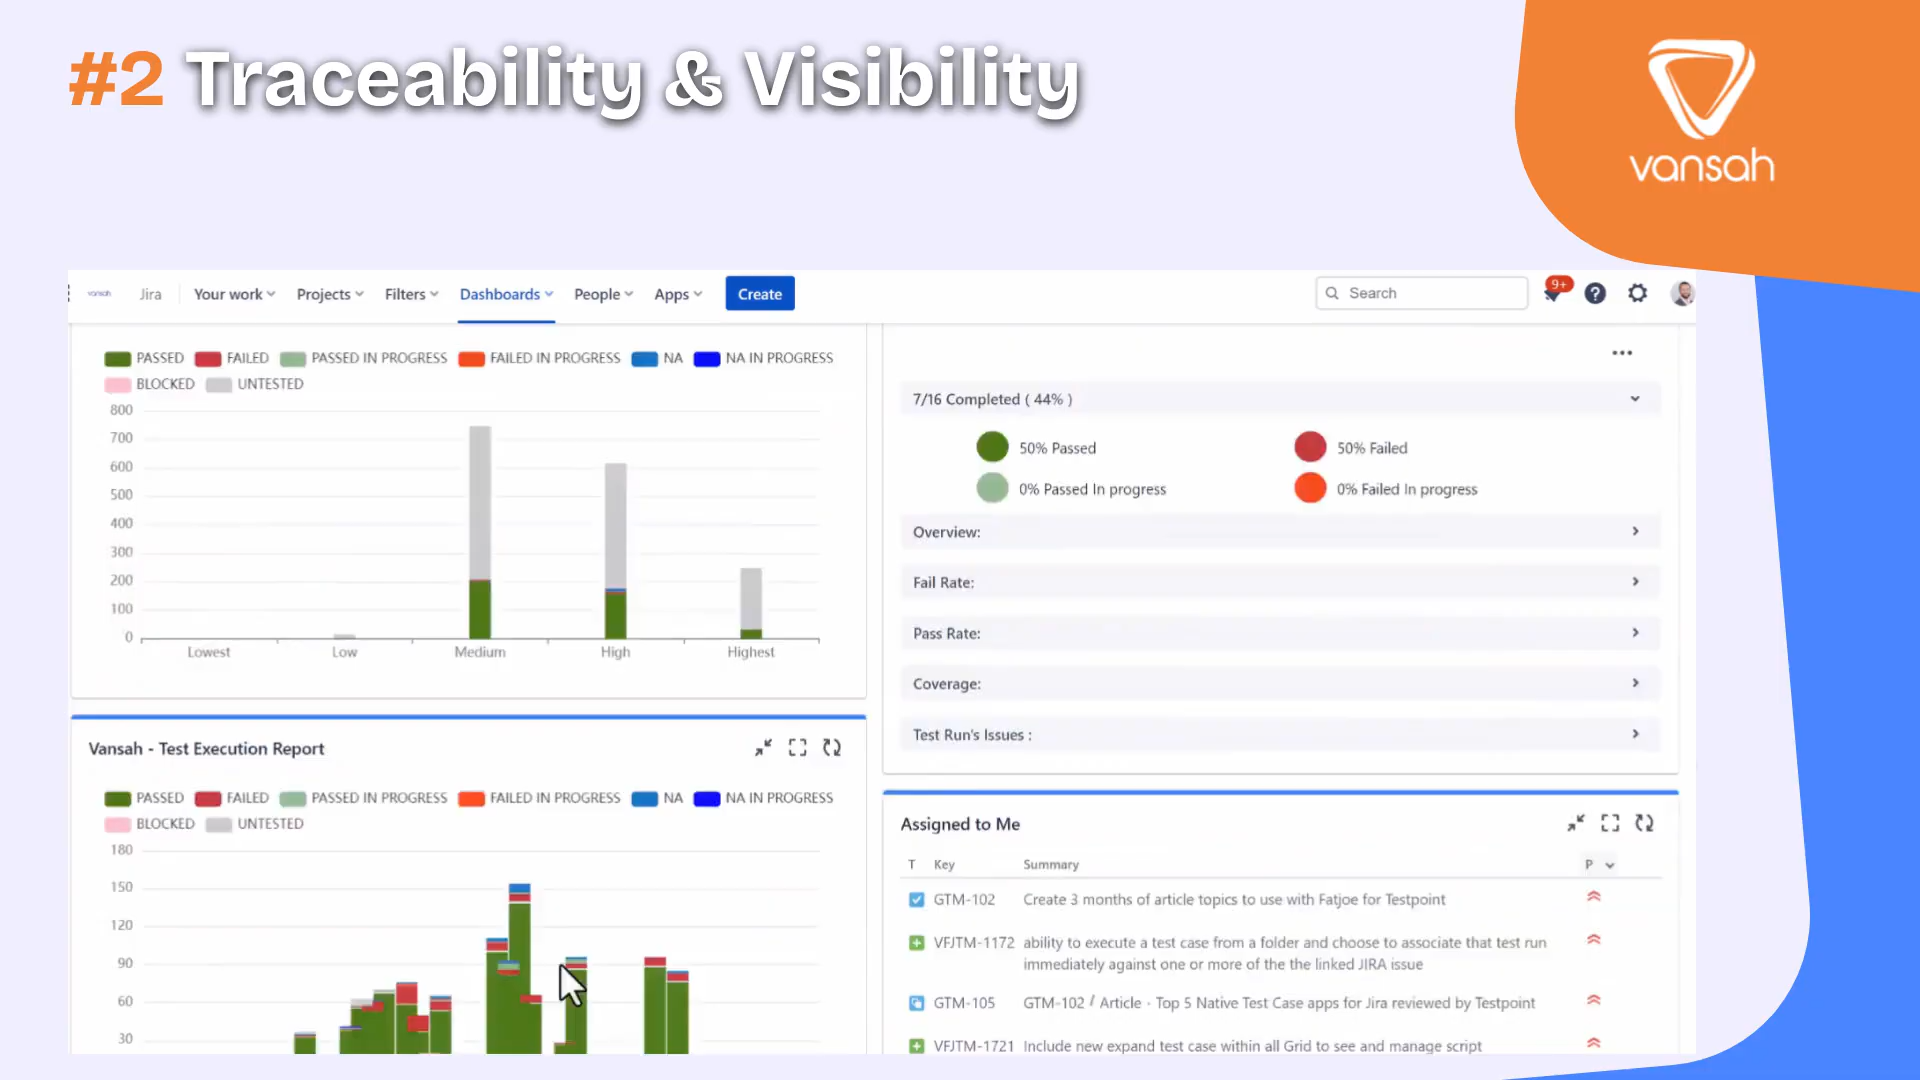 #2 Traceability & Visibility
vansah
vansah Jira Your work Projects Filters Dashboards People Apps Create Search 9+ ?
PASSED FAILED PASSED IN PROGRESS FAILED IN PROGRESS NA NA IN PROGRESS
BLOCKED UNTESTED
800
700
600
500
400
300
200
100
0
Lowest Low Medium High Highest
7/16 Completed ( 44% )
50% Passed 50% Failed
0% Passed In progress 0% Failed In progress
Overview:
Fail Rate:
Pass Rate:
Coverage:
Test Run's Issues :
Vansah - Test Execution Report
PASSED FAILED PASSED IN PROGRESS FAILED IN PROGRESS NA NA IN PROGRESS
BLOCKED UNTESTED
180
150
120
90
60
30
Assigned to Me
T Key Summary P
GTM-102 Create 3 months of article topics to use with Fatjoe for Testpoint
VFJTM-1172 ability to execute a test case from a folder and choose to associate that test run
immediately against one or more of the the linked JIRA issue
GTM-105 GTM-102 / Article - Top 5 Native Test Case apps for Jira reviewed by Testpoint
VFJTM-1721 Include new expand test case within all Grid to see and manage script